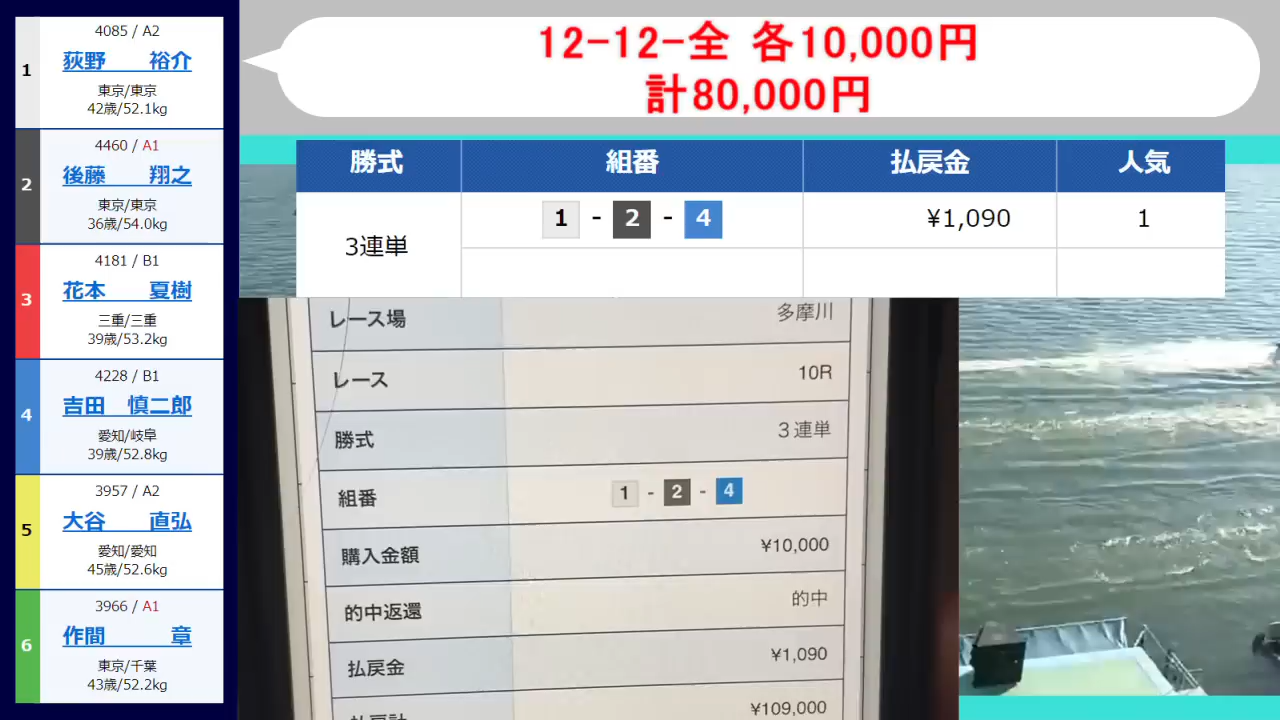 1
4085 / A2
荻野 裕介
東京/東京
42歳/52.1kg
2
4460 / A1
後藤 翔之
東京/東京
36歳/54.0kg
3
4181 / B1
花本 夏樹
三重/三重
39歳/53.2kg
4
4228 / B1
吉田 慎二郎
愛知/岐阜
39歳/52.8kg
5
3957 / A2
大谷 直弘
愛知/愛知
45歳/52.6kg
6
3966 / A1
作間 章
東京/千葉
43歳/52.2kg
12-12-全 各10,000円
計80,000円
勝式 組番 払戻金 人気
3連単 1 - 2 - 4 ¥1,090 1
レース場 多摩川
レース 10R
勝式 3連単
組番 1 - 2 - 4
購入金額 ¥10,000
的中返還 的中
払戻金 ¥1,090
払戻計 ¥109,000